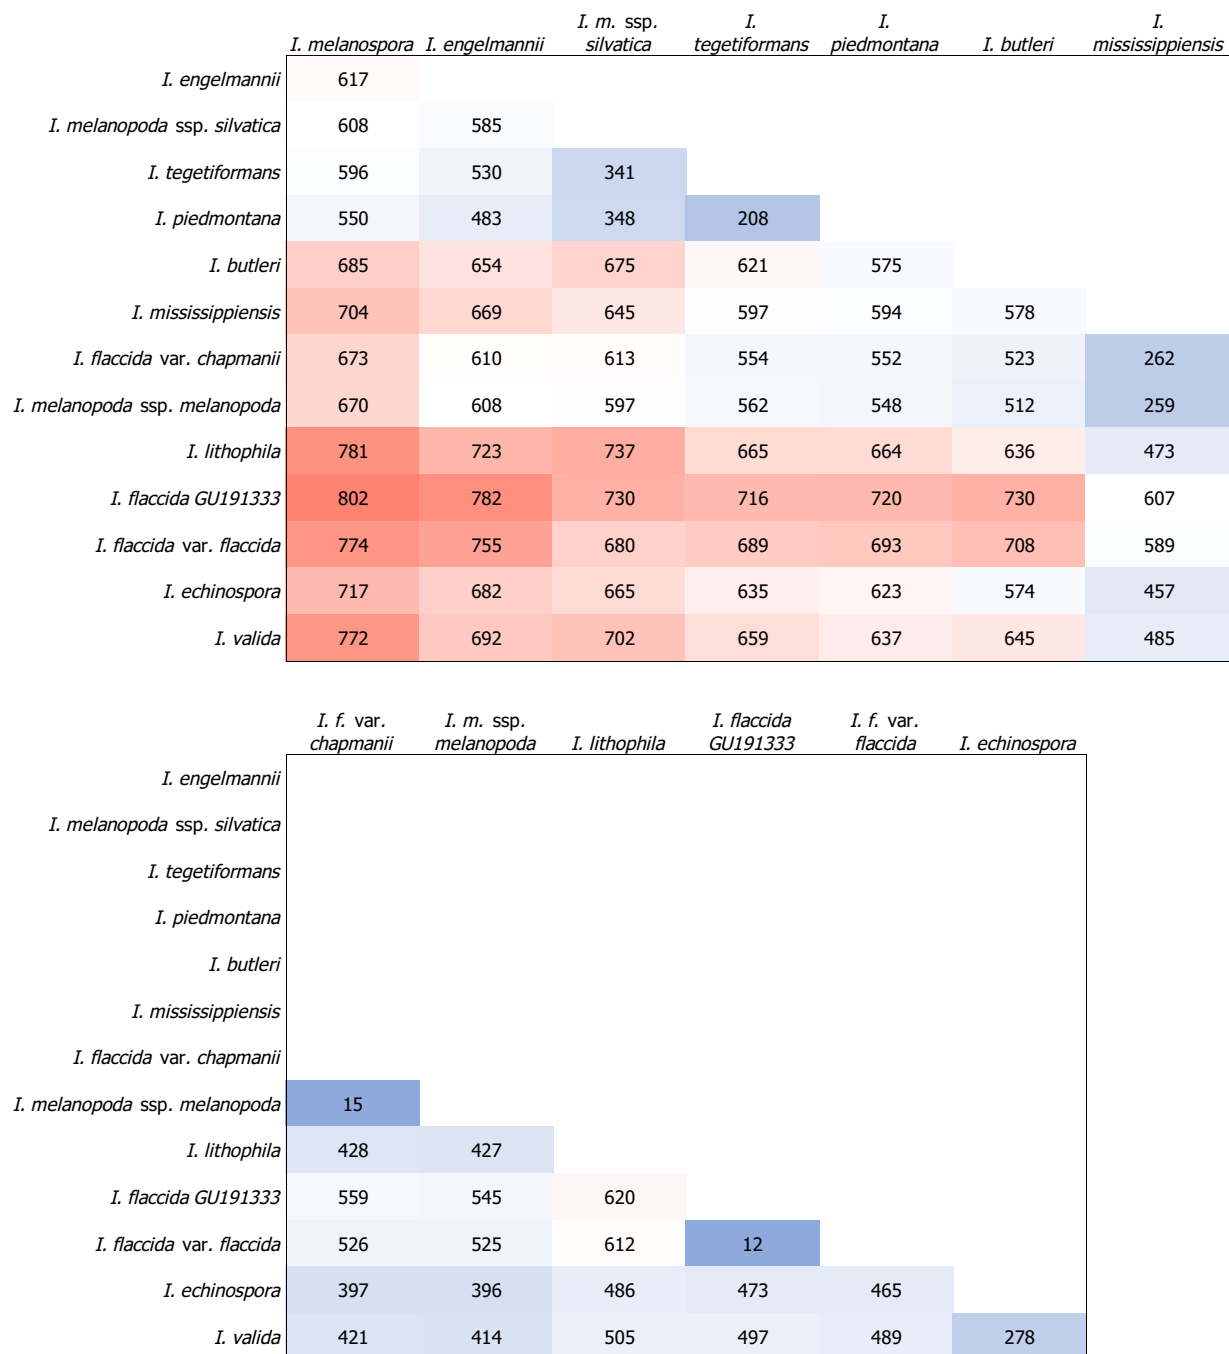 I. m. ssp. I. I. I.
I. melanospora I. engelmannii silvatica tegetiformans piedmontana I. butleri mississippiensis
I. engelmannii 617
I. melanopoda ssp. silvatica 608 585
I. tegetiformans 596 530 341
I. piedmontana 550 483 348 208
I. butleri 685 654 675 621 575
I. mississippiensis 704 669 645 597 594 578
I. flaccida var. chapmanii 673 610 613 554 552 523 262
I. melanopoda ssp. melanopoda 670 608 597 562 548 512 259
I. lithophila 781 723 737 665 664 636 473
I. flaccida GU191333 802 782 730 716 720 730 607
I. flaccida var. flaccida 774 755 680 689 693 708 589
I. echinospora 717 682 665 635 623 574 457
I. valida 772 692 702 659 637 645 485
I. f. var. I. m. ssp. I. flaccida I. f. var.
chapmanii melanopoda I. lithophila GU191333 flaccida I. echinospora
I. engelmannii
I. melanopoda ssp. silvatica
I. tegetiformans
I. piedmontana
I. butleri
I. mississippiensis
I. flaccida var. chapmanii
I. melanopoda ssp. melanopoda 15
I. lithophila 428 427
I. flaccida GU191333 559 545 620
I. flaccida var. flaccida 526 525 612 12
I. echinospora 397 396 486 473 465
I. valida 421 414 505 497 489 278